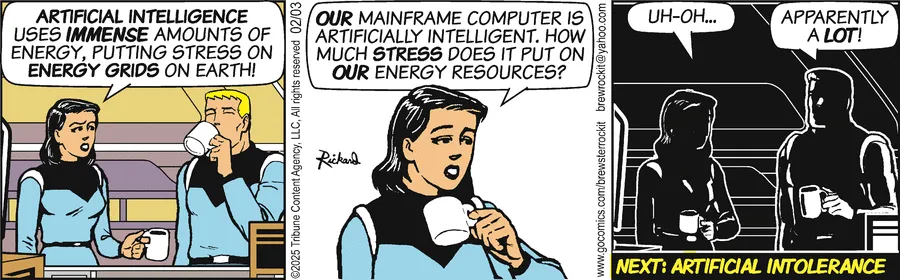 ARTIFICIAL INTELLIGENCE
USES IMMENSE AMOUNTS OF
ENERGY, PUTTING STRESS ON
ENERGY GRIDS ON EARTH!
©2025 Tribune Content Agency, LLC, All rights reserved 02/03
OUR MAINFRAME COMPUTER IS
ARTIFICIALLY INTELLIGENT. HOW
MUCH STRESS DOES IT PUT ON
OUR ENERGY RESOURCES?
Rickard
www.gocomics.com/brewsterrockit brewrockit@yahoo.com
UH-OH...
APPARENTLY
A LOT!
NEXT: ARTIFICIAL INTOLERANCE